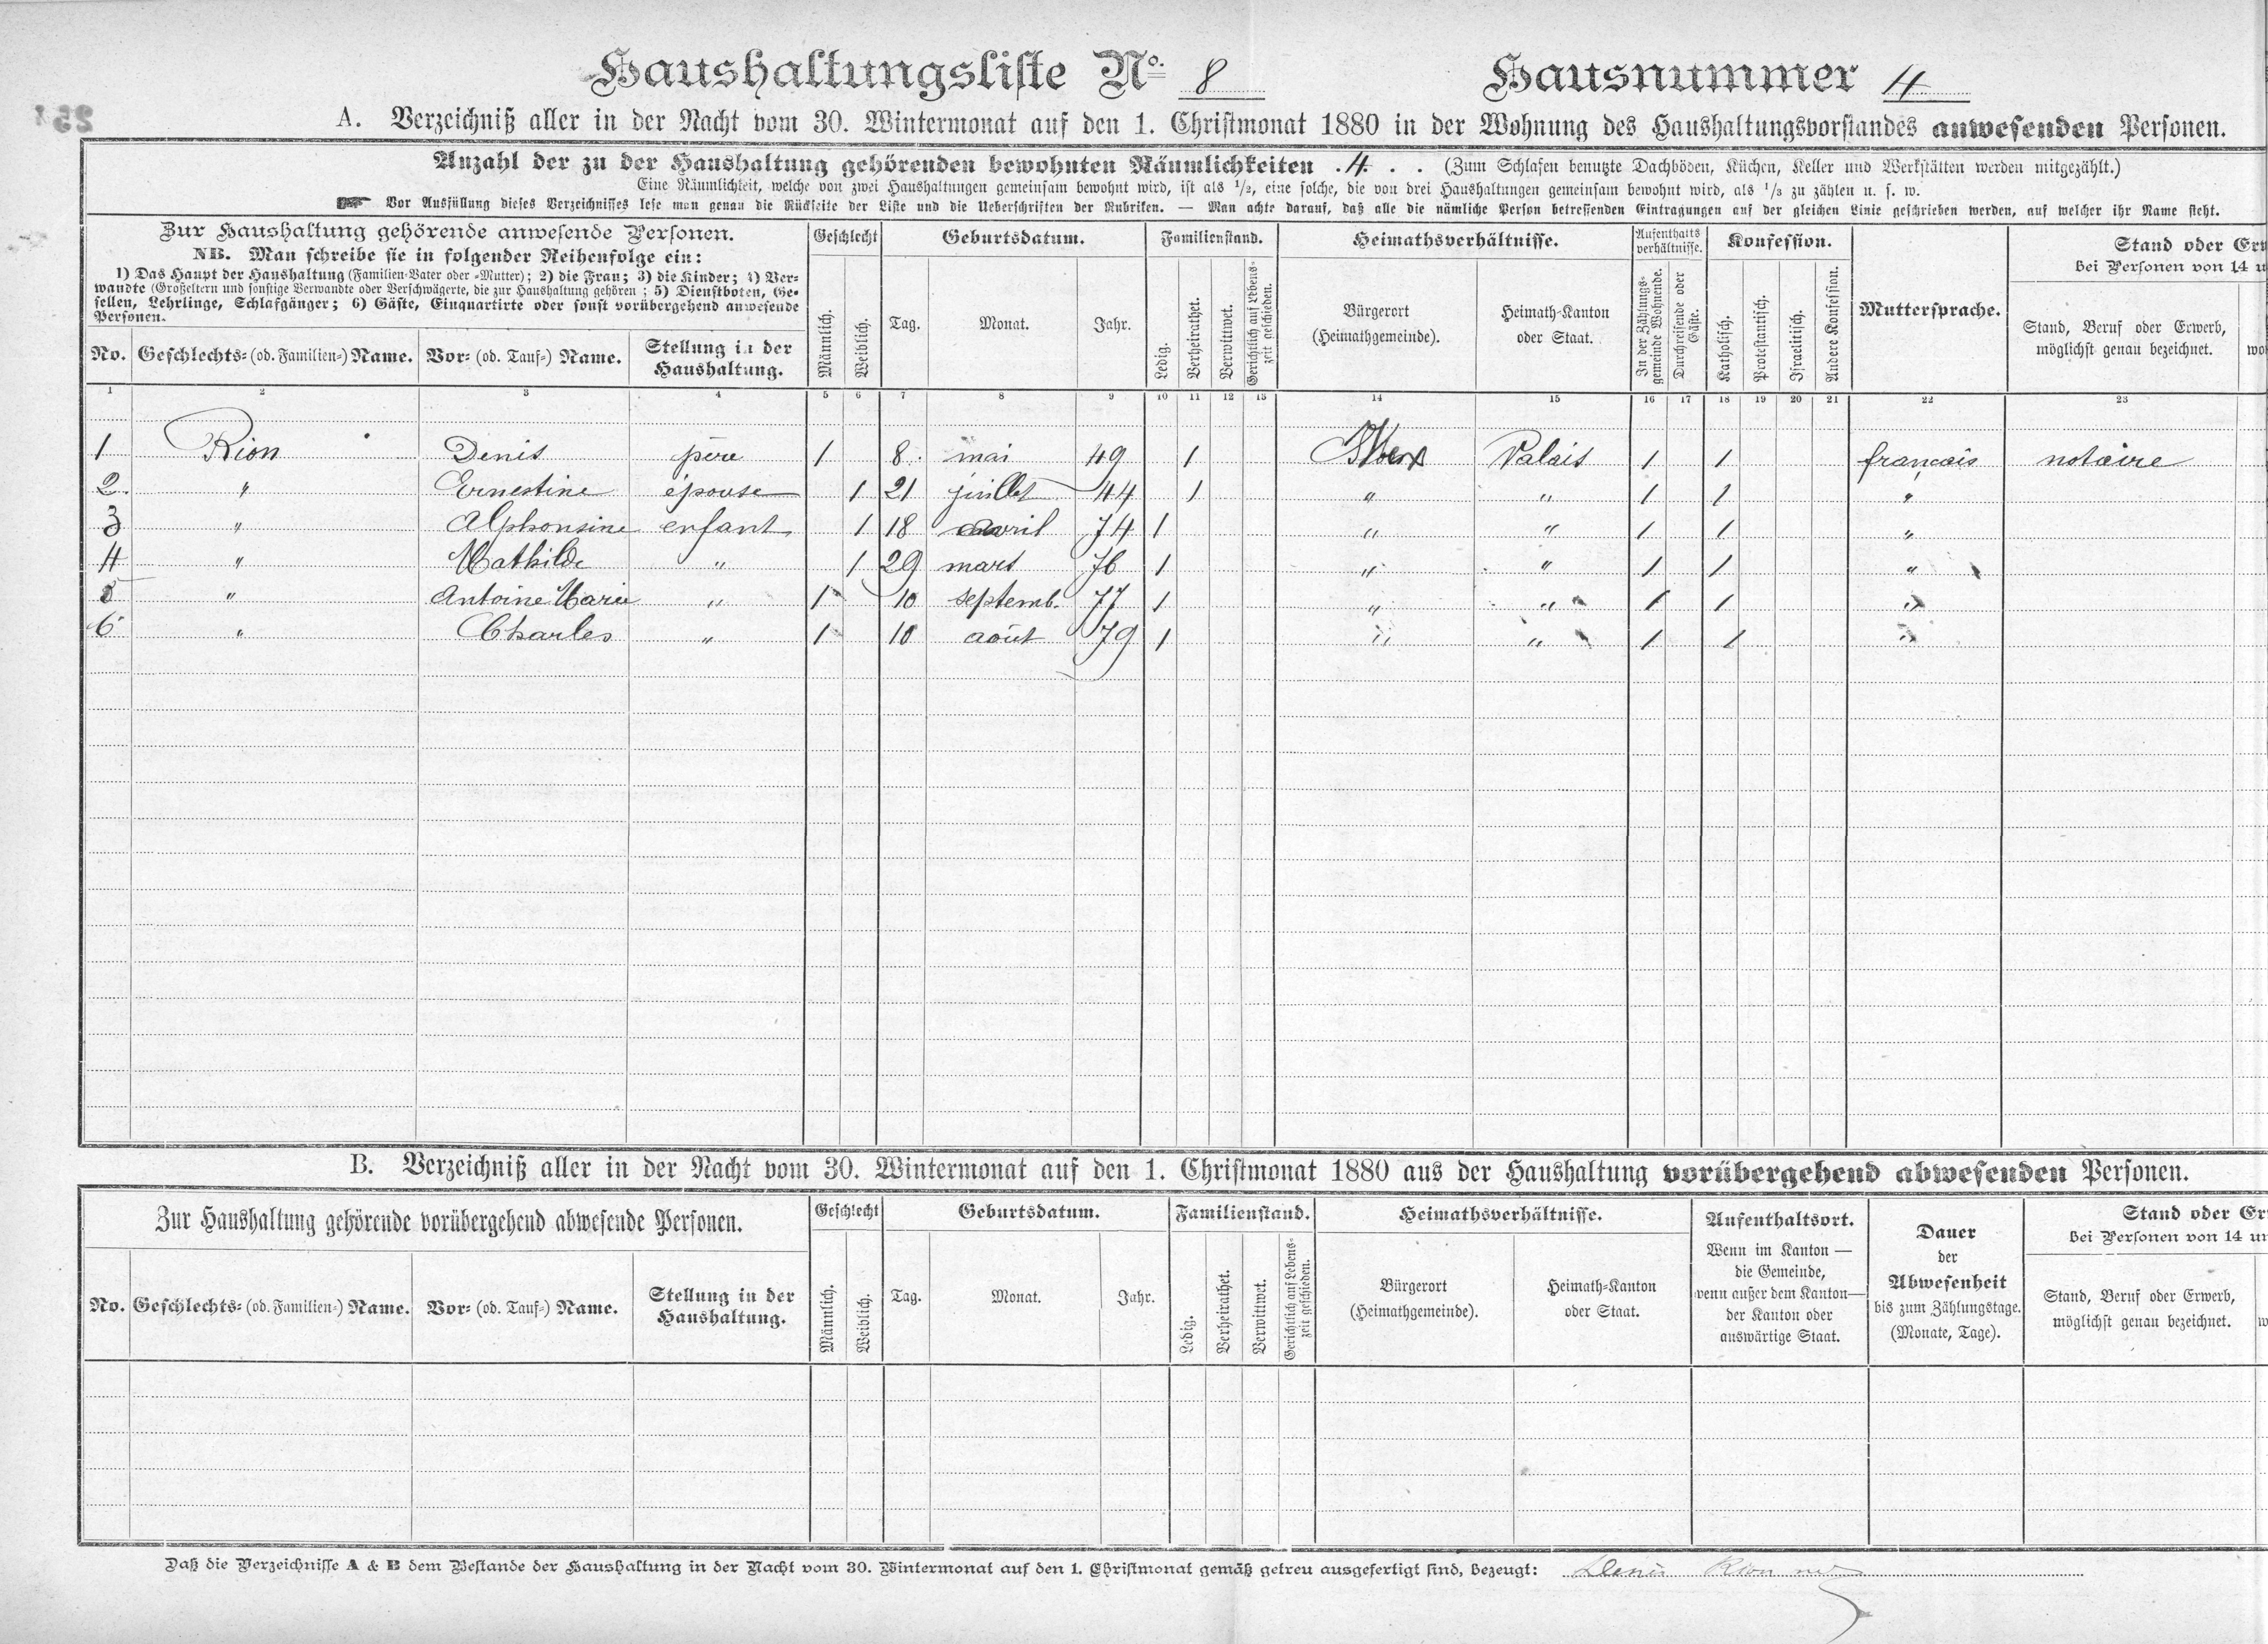 Haushaltungsliste No. 8 Hausnummer 4
A. Verzeichniß aller in der Nacht vom 30. Wintermonat auf den 1. Christmonat 1880 in der Wohnung des Haushaltungsvorstandes anwesenden Personen.
Anzahl der zu der Haushaltung gehörenden bewohnten Räumlichkeiten . 4 . . (Zum Schlafen benutzte Dachböden, Küchen, Keller und Werkstätten werden mitgezählt.)
Eine Räumlichkeit, welche von zwei Haushaltungen gemeinsam bewohnt wird, ist als 1/2, eine solche, die von drei Haushaltungen gemeinsam bewohnt wird, als 1/3 zu zählen u. s. w.
Vor Ausfüllung dieses Verzeichnisses lese man genau die Rückseite der Liste und die Ueberschriften der Rubriken. — Man achte darauf, daß alle die nämliche Person betreffenden Eintragungen auf der gleichen Linie geschrieben werden, auf welcher ihr Name steht.
Zur Haushaltung gehörende anwesende Personen.
NB. Man schreibe sie in folgender Reihenfolge ein:
1) Das Haupt der Haushaltung (Familien-Vater oder -Mutter); 2) die Frau; 3) die Kinder; 4) Ver-
wandte (Großeltern und sonstige Verwandte oder Verschwägerte, die zur Haushaltung gehören; 5) Dienstboten, Ge-
sellen, Lehrlinge, Schlafgänger; 6) Gäste, Einquartirte oder sonst vorübergehend anwesende
Personen.
No. Geschlechts- (od. Familien-) Name. Vor- (od. Tauf-) Name. Stellung in der
Haushaltung.
Geschlecht
Männlich. Weiblich.
Geburtsdatum.
Tag. Monat. Jahr.
Familienstand.
Ledig. Verheirathet. Verwittwet. Gerichtlich auf Lebens-
zeit geschieden.
Heimathsverhältnisse.
Bürgerort
(Heimathgemeinde).
Heimath-Kanton
oder Staat.
Aufenthalts
verhältnisse.
In der Zählungs-
gemeinde Wohnende.
Durchreisende oder
Gäste.
Konfession.
Katholisch. Protestantisch. Israelitisch. Andere Konfession.
Muttersprache.
Stand oder Erw
Bei Personen von 14 u
Stand, Beruf oder Erwerb,
möglichst genau bezeichnet.
1 2 3 4 5 6 7 8 9 10 11 12 13 14 15 16 17 18 19 20 21 22 23
1 Rion Denis père 1 8 mai 49 1 Valais 1 1 français notaire
2 " Ernestine épouse 1 21 juillet 44 1 " " 1 1 "
3 " Alphonsine enfant 1 18 avril 74 1 " " 1 1 "
4 " Mathilde " 1 29 mars 76 1 " " 1 1 "
5 " Antoine Marie " 1 10 septemb. 77 1 " " 1 1 "
6 " Charles " 1 10 août 79 1 " " 1 1 "
B. Verzeichniß aller in der Nacht vom 30. Wintermonat auf den 1. Christmonat 1880 aus der Haushaltung vorübergehend abwesenden Personen.
Zur Haushaltung gehörende vorübergehend abwesende Personen.
No. Geschlechts- (od. Familien-) Name. Vor- (od. Tauf-) Name. Stellung in der
Haushaltung.
Geschlecht
Männlich. Weiblich.
Geburtsdatum.
Tag. Monat. Jahr.
Familienstand.
Ledig. Verheirathet. Verwittwet. Gerichtlich auf Lebens-
zeit geschieden.
Heimathsverhältnisse.
Bürgerort
(Heimathgemeinde).
Heimath-Kanton
oder Staat.
Aufenthaltsort.
Wenn im Kanton —
die Gemeinde,
wenn außer dem Kanton—
der Kanton oder
auswärtige Staat.
Dauer
der
Abwesenheit
bis zum Zählungstage.
(Monate, Tage).
Stand oder Er
Bei Personen von 14 un
Stand, Beruf oder Erwerb,
möglichst genau bezeichnet.
Daß die Verzeichnisse A & B dem Bestande der Haushaltung in der Nacht vom 30. Wintermonat auf den 1. Christmonat gemäß getreu ausgefertigt sind, bezeugt: Denis Rion